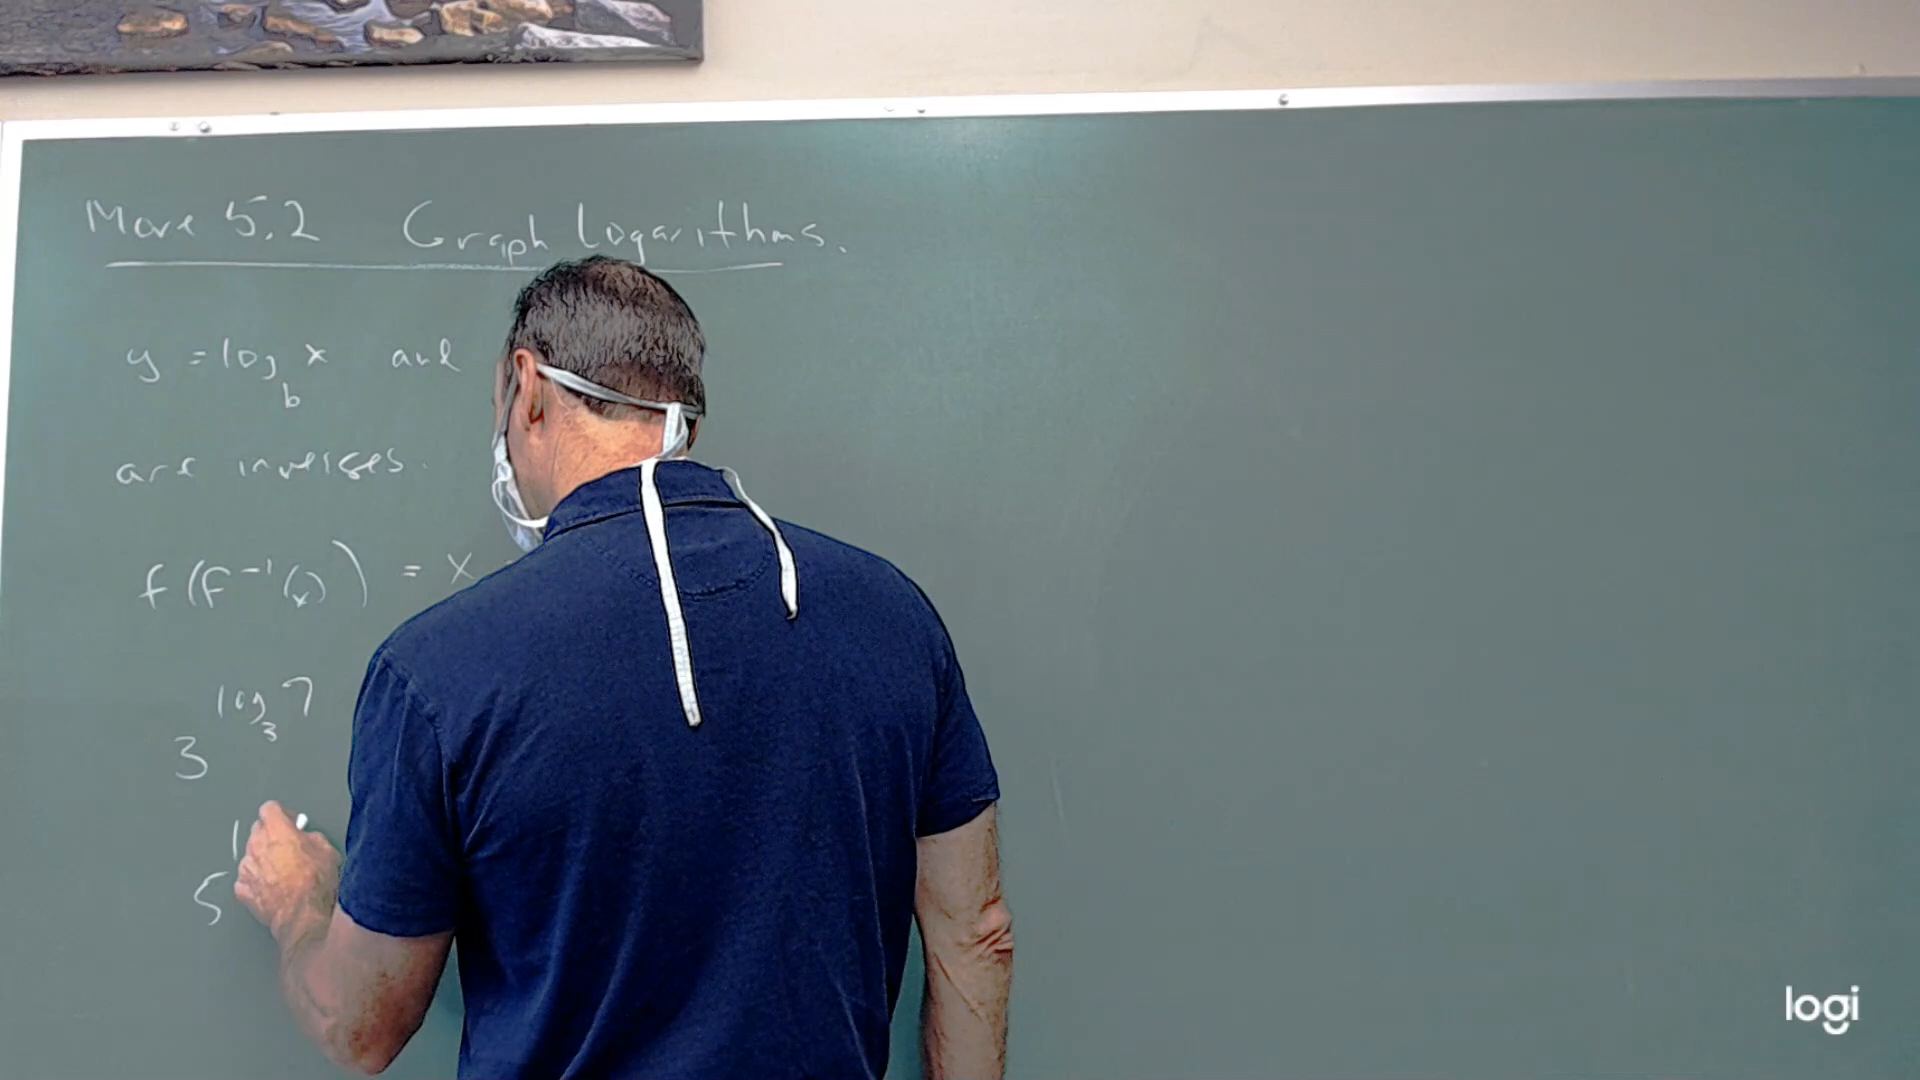 More 5.2 Graph Logarithms.
y = log_b x and
are inverses.
f(f⁻¹(x)) = x
3^(log_3 7)
5
logi